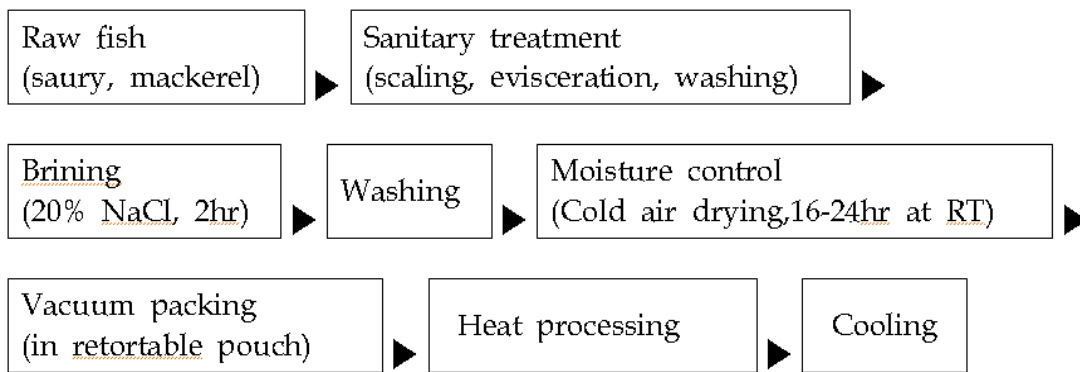 Raw fish
(saury, mackerel)
Sanitary treatment
(scaling, evisceration, washing)
Brining
(20% NaCl, 2hr)
Washing
Moisture control
(Cold air drying,16-24hr at RT)
Vacuum packing
(in retortable pouch)
Heat processing
Cooling